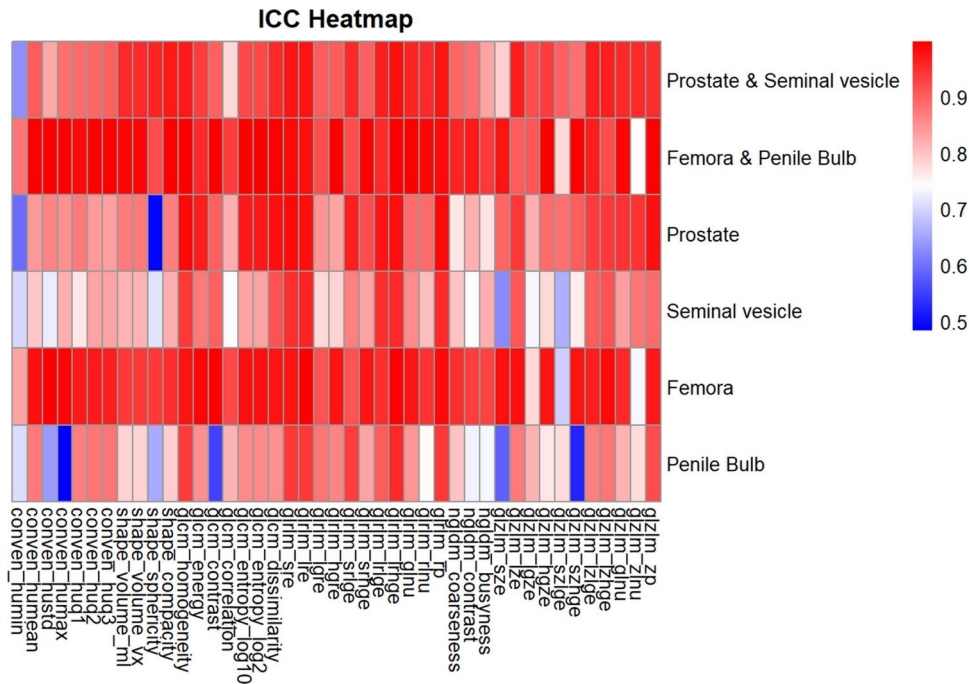 ICC Heatmap
Prostate & Seminal vesicle
Femora & Penile Bulb
Prostate
Seminal vesicle
Femora
Penile Bulb
0.9
0.8
0.7
0.6
0.5
conven_humin
conven_humean
conven_hustd
conven_humax
conven_huq1
conven_huq2
conven_huq3
shape_volume_ml
shape_volume_vx
shape_sphericity
shape_compacity
glcm_homogeneity
glcm_energy
glcm_contrast
glcm_correlation
glcm_entropy_log10
glcm_entropy_log2
glcm_dissimilarity
glrlm_sre
glrlm_lre
glrlm_lgre
glrlm_hgre
glrlm_srlge
glrlm_srhge
glrlm_lrlge
glrlm_lrhge
glrlm_glnu
glrlm_rlnu
glrlm_rp
ngldm_coarseness
ngldm_contrast
ngldm_busyness
glzlm_sze
glzlm_lze
glzlm_lgze
glzlm_hgze
glzlm_szlge
glzlm_szhge
glzlm_lzlge
glzlm_lzhge
glzlm_glnu
glzlm_zlnu
glzlm_zp